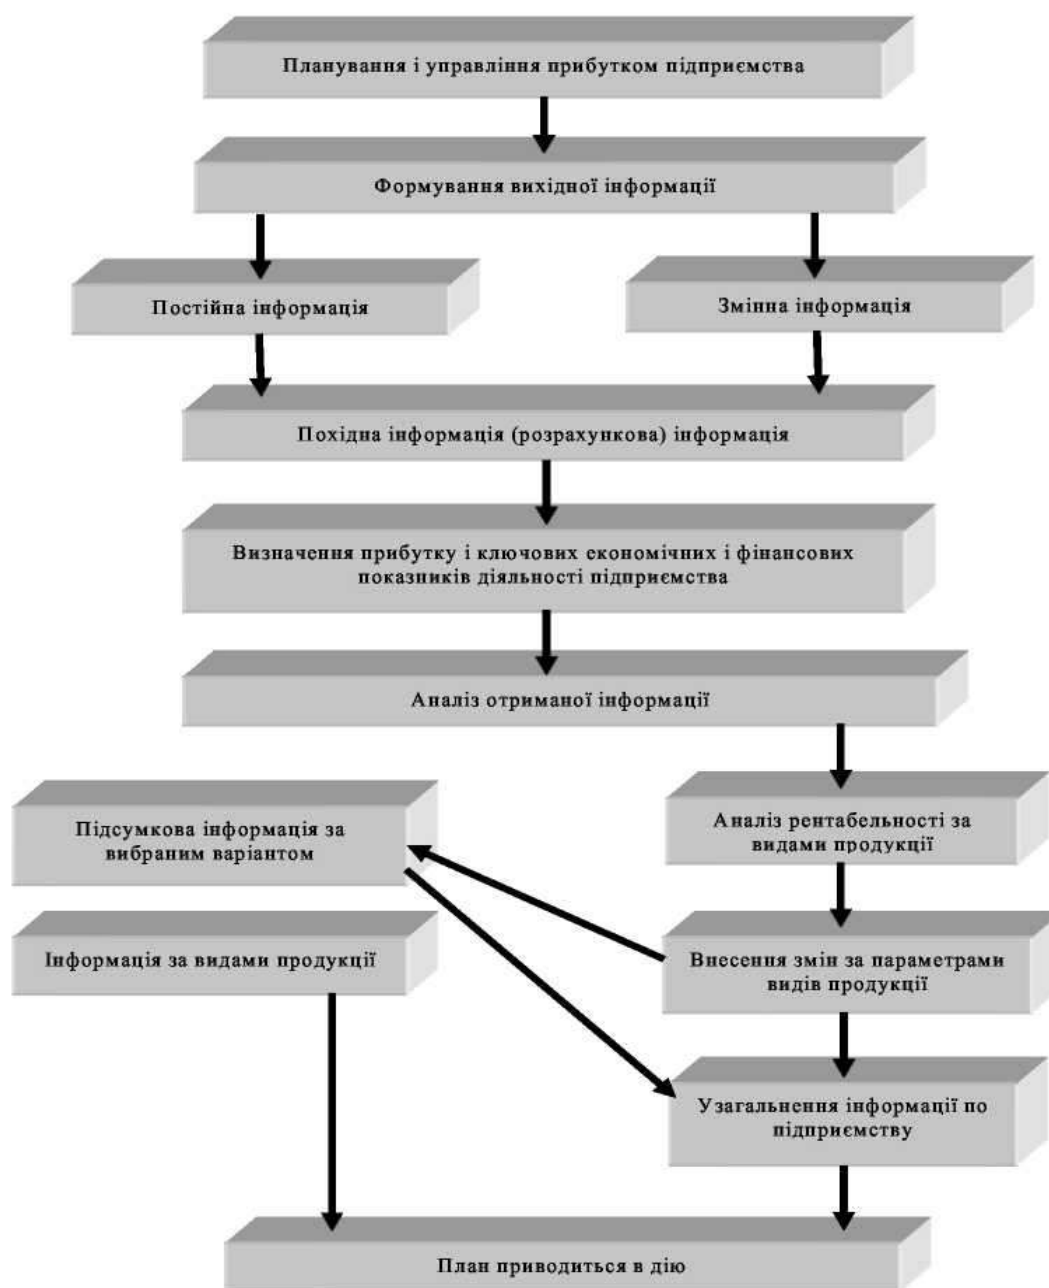 Планування і управління прибутком підприємства
Формування вихідної інформації
Постійна інформація
Змінна інформація
Похідна інформація (розрахункова) інформація
Визначення прибутку і ключових економічних і фінансових
показників діяльності підприємства
Аналіз отриманої інформації
Підсумкова інформація за
вибраним варіантом
Аналіз рентабельності за
видами продукції
Інформація за видами продукції
Внесення змін за параметрами
видів продукції
Узагальнення інформації по
підприємству
План приводиться в дію